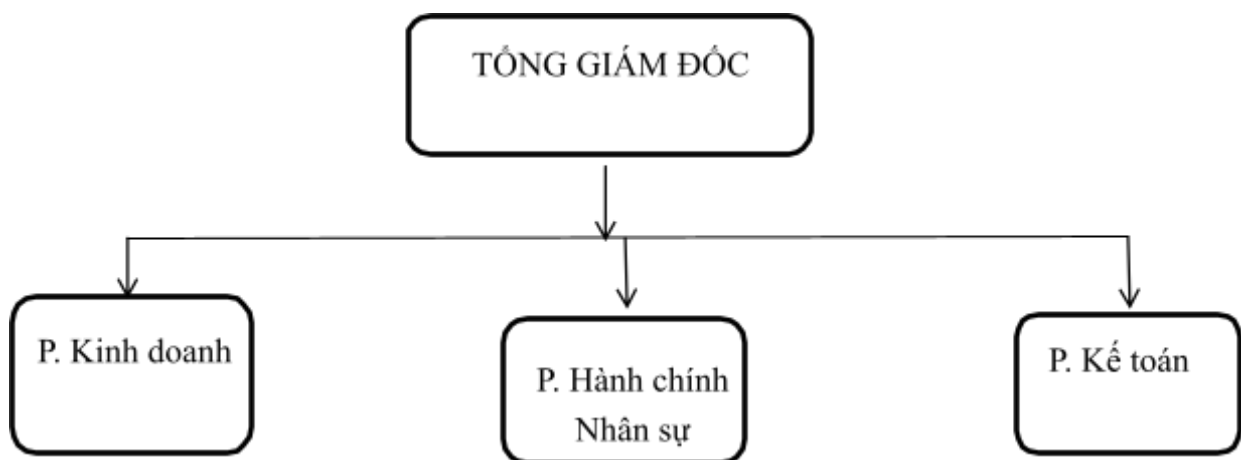 TỔNG GIÁM ĐỐC
P. Kinh doanh
P. Hành chính
Nhân sự
P. Kế toán